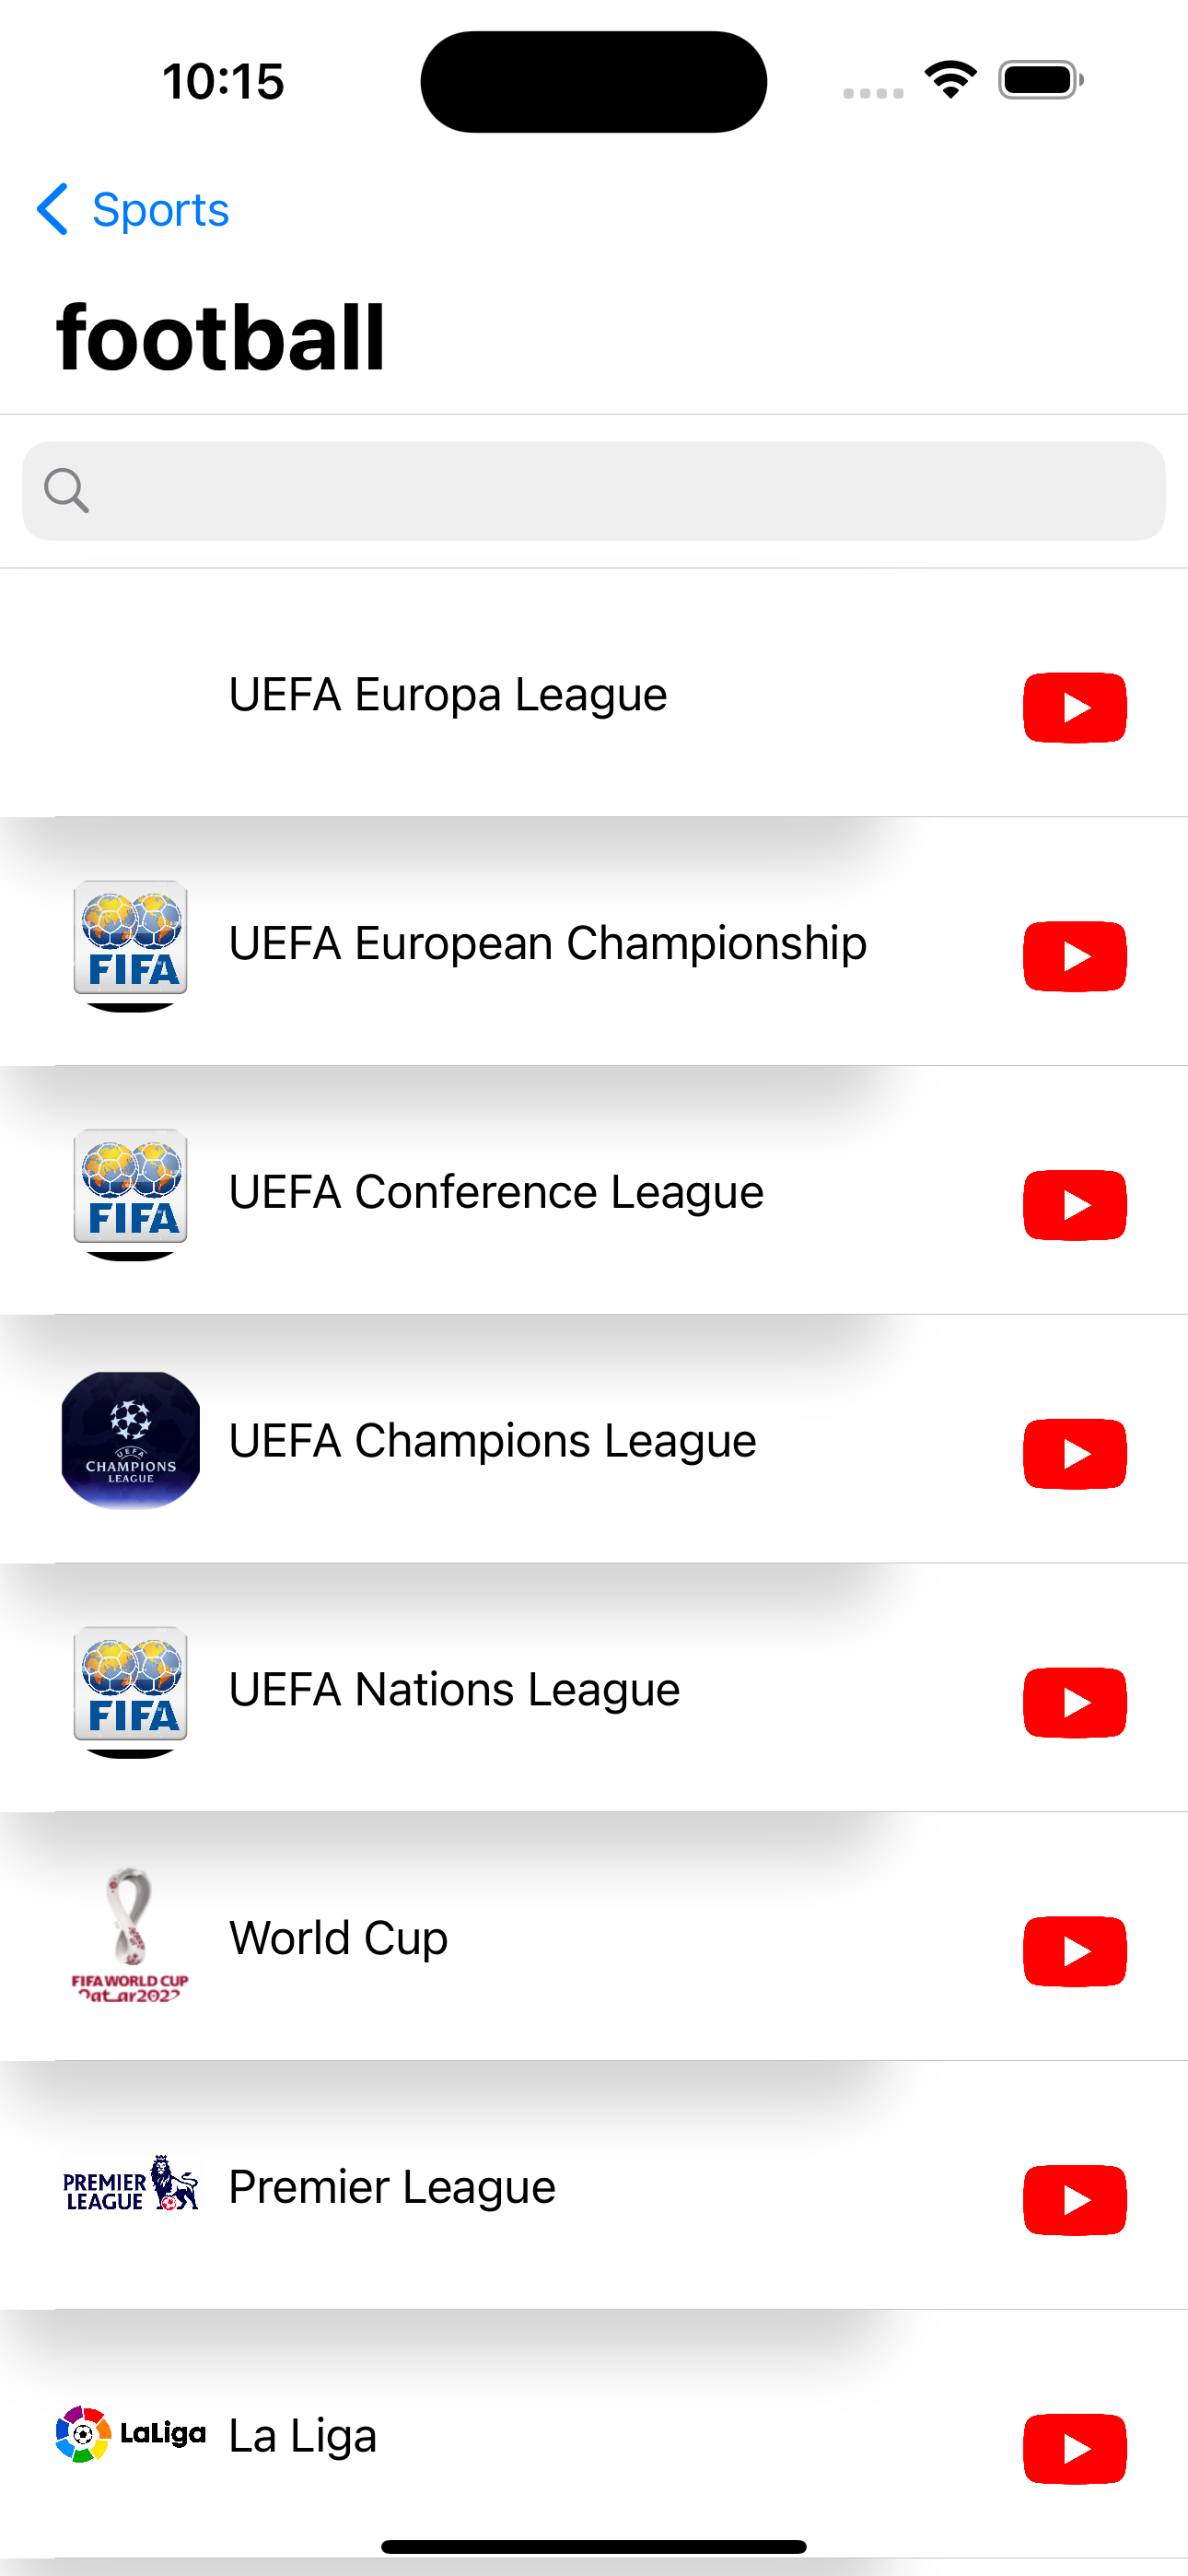 10:15
Sports
football
UEFA Europa League
FIFA
UEFA European Championship
FIFA
UEFA Conference League
UEFA
CHAMPIONS
LEAGUE
UEFA Champions League
FIFA
UEFA Nations League
FIFA WORLD CUP
Qatar2022
World Cup
PREMIER
LEAGUE
Premier League
LaLiga
La Liga